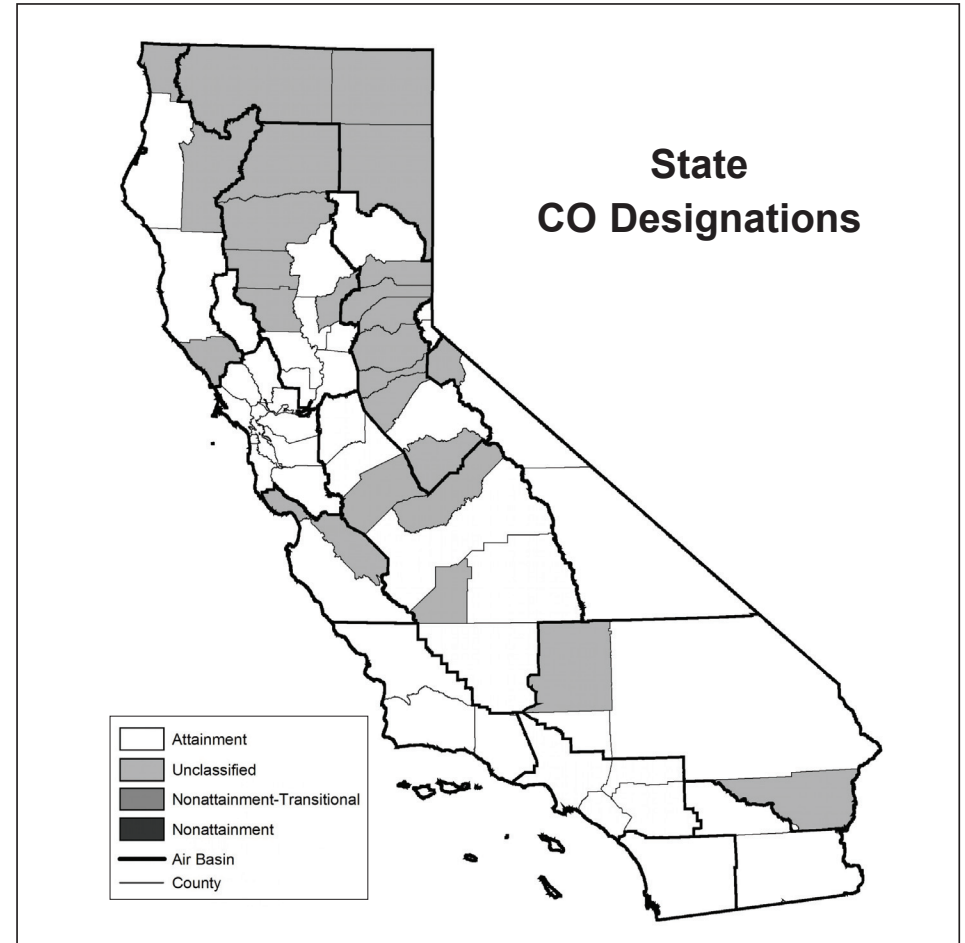 State
CO Designations
Attainment
Unclassified
Nonattainment-Transitional
Nonattainment
Air Basin
County